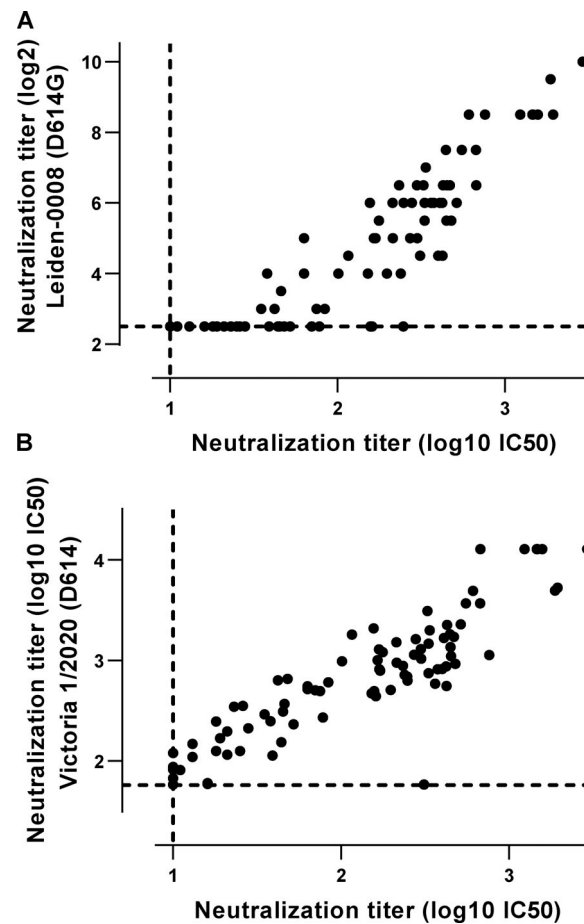 A
Neutralization titer (log2)
Leiden-0008 (D614G)
10
8
6
4
2
1
2
3
Neutralization titer (log10 IC50)
B
Neutralization titer (log10 IC50)
Victoria 1/2020 (D614)
4
3
2
1
2
3
Neutralization titer (log10 IC50)